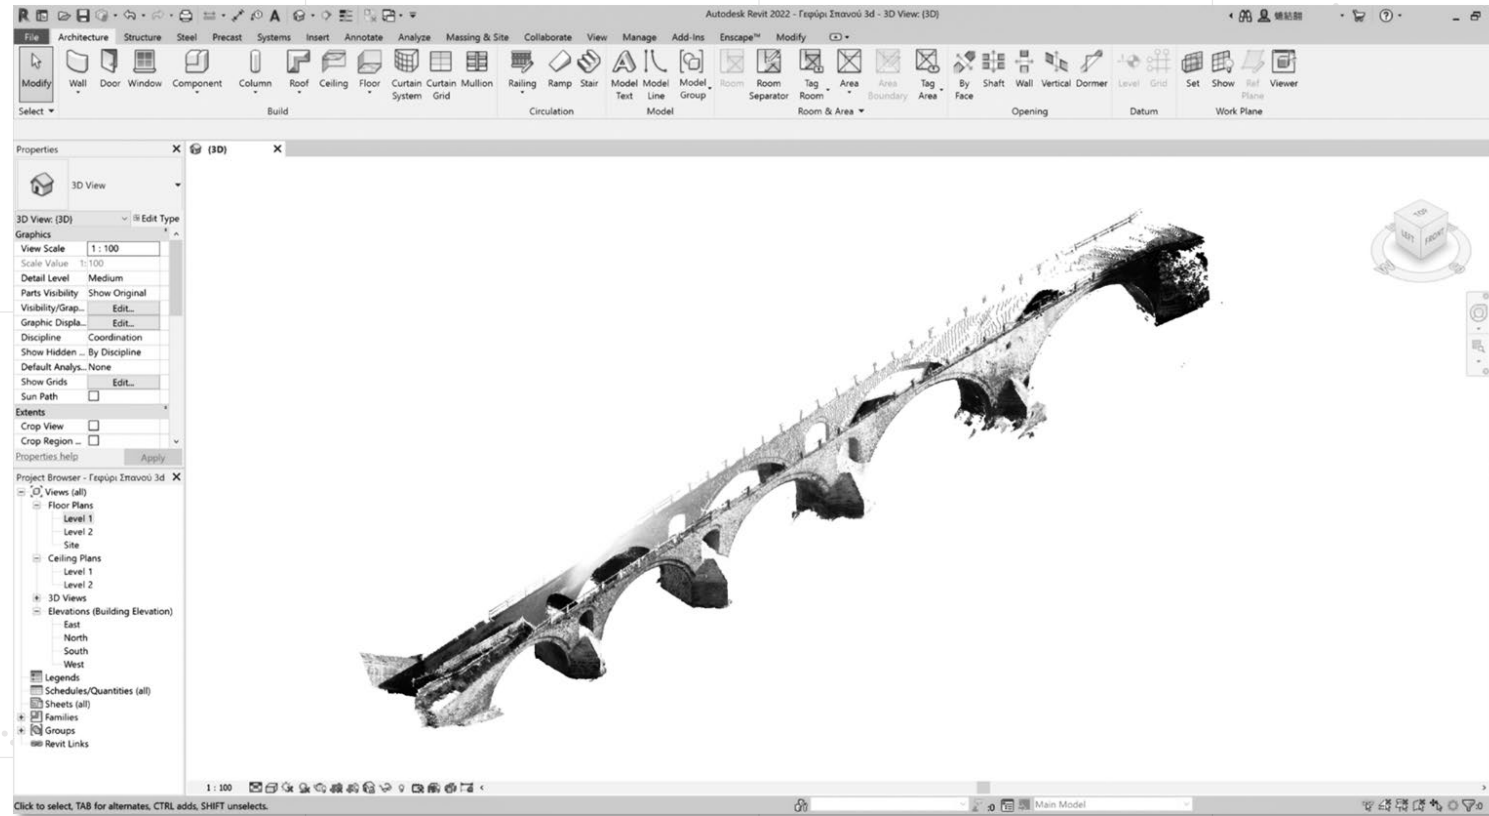 Autodesk Revit 2022 - Γεφύρι Σπανού 3d - 3D View: {3D}
File Architecture Structure Steel Precast Systems Insert Annotate Analyze Massing & Site Collaborate View Manage Add-Ins Enscape™ Modify
Modify Wall Door Window Component Column Roof Ceiling Floor Curtain System Curtain Grid Mullion Railing Ramp Stair Model Text Model Line Model Group Room Room Separator Tag Room Area Area Boundary Tag Area By Face Shaft Wall Vertical Dormer Level Grid Set Show Ref Plane Viewer
Select Build Circulation Model Room & Area Opening Datum Work Plane
Properties
{3D}
3D View
3D View: {3D} Edit Type
Graphics
View Scale 1 : 100
Scale Value 1: 100
Detail Level Medium
Parts Visibility Show Original
Visibility/Grap... Edit...
Graphic Displa... Edit...
Discipline Coordination
Show Hidden ... By Discipline
Default Analys... None
Show Grids Edit...
Sun Path
Extents
Crop View
Crop Region ...
Properties help Apply
Project Browser - Γεφύρι Σπανού 3d
Views (all)
Floor Plans
Level 1
Level 2
Site
Ceiling Plans
Level 1
Level 2
3D Views
Elevations (Building Elevation)
East
North
South
West
Legends
Schedules/Quantities (all)
Sheets (all)
Families
Groups
Revit Links
TOP
LEFT FRONT
1 : 100
Click to select, TAB for alternates, CTRL adds, SHIFT unselects.
:0 Main Model :0